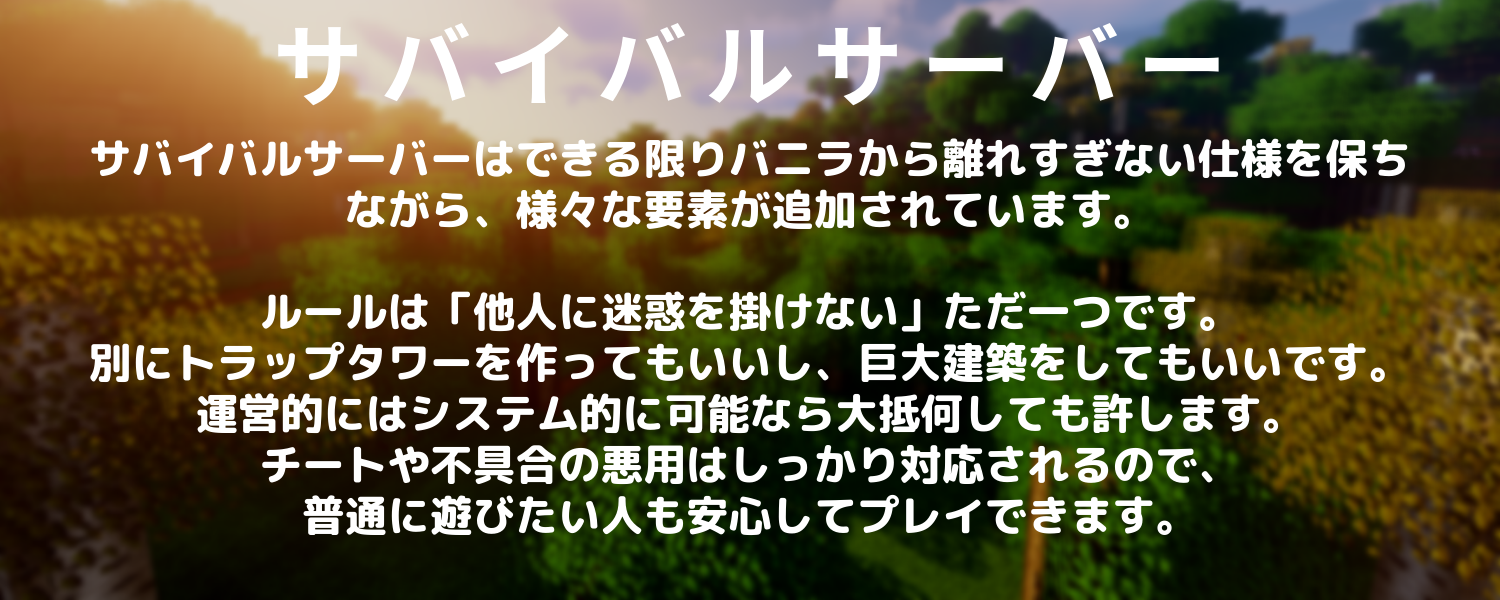 サバイバルサーバー
サバイバルサーバーはできる限りバニラから離れすぎない仕様を保ち
ながら、様々な要素が追加されています。
ルールは「他人に迷惑を掛けない」ただ一つです。
別にトラップタワーを作ってもいいし、巨大建築をしてもいいです。
運営的にはシステム的に可能なら大抵何しても許します。
チートや不具合の悪用はしっかり対応されるので、
普通に遊びたい人も安心してプレイできます。